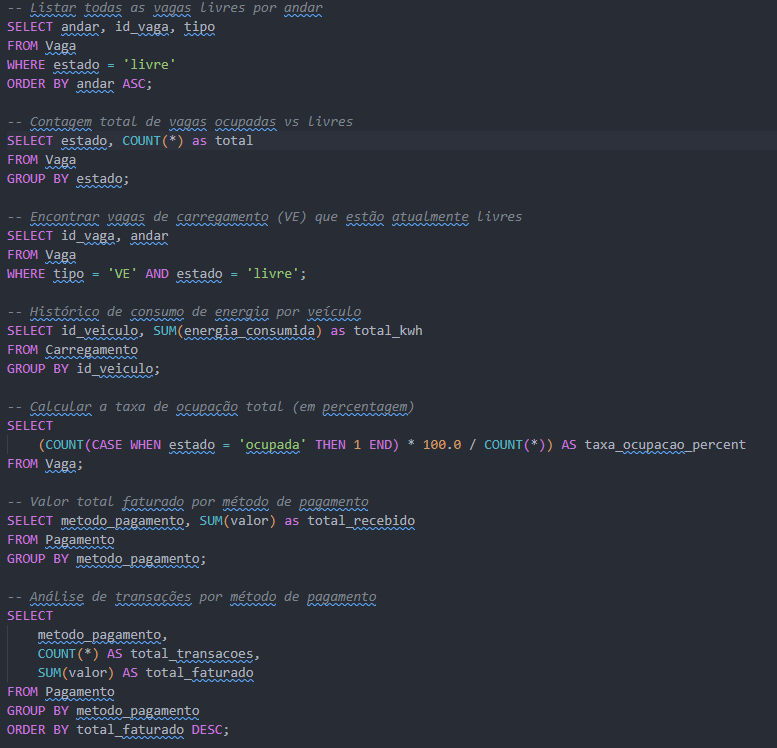 -- Listar todas as vagas livres por andar
SELECT andar, id_vaga, tipo
FROM Vaga
WHERE estado = 'livre'
ORDER BY andar ASC;
-- Contagem total de vagas ocupadas vs livres
SELECT estado, COUNT(*) as total
FROM Vaga
GROUP BY estado;
-- Encontrar vagas de carregamento (VE) que estão atualmente livres
SELECT id_vaga, andar
FROM Vaga
WHERE tipo = 'VE' AND estado = 'livre';
-- Histórico de consumo de energia por veículo
SELECT id_veiculo, SUM(energia_consumida) as total_kwh
FROM Carregamento
GROUP BY id_veiculo;
-- Calcular a taxa de ocupação total (em percentagem)
SELECT
    (COUNT(CASE WHEN estado = 'ocupada' THEN 1 END) * 100.0 / COUNT(*)) AS taxa_ocupacao_percent
FROM Vaga;
-- Valor total faturado por método de pagamento
SELECT metodo_pagamento, SUM(valor) as total_recebido
FROM Pagamento
GROUP BY metodo_pagamento;
-- Análise de transações por método de pagamento
SELECT
    metodo_pagamento,
    COUNT(*) AS total_transacoes,
    SUM(valor) AS total_faturado
FROM Pagamento
GROUP BY metodo_pagamento
ORDER BY total_faturado DESC;